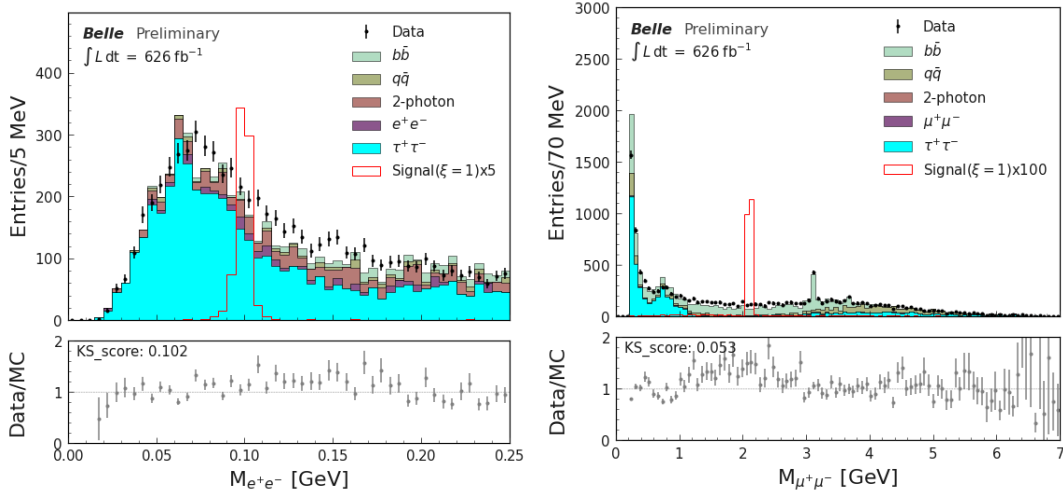 Belle Preliminary
∫ L dt = 626 fb⁻¹
Data
bb̄
qq̄
2-photon
e⁺e⁻
τ⁺τ⁻
Signal(ξ = 1)x5
Entries/5 MeV
400
300
200
100
0
KS_score: 0.102
Data/MC
2
1
0
0.00 0.05 0.10 0.15 0.20 0.25
M_{e⁺e⁻} [GeV]
Belle Preliminary
∫ L dt = 626 fb⁻¹
Data
bb̄
qq̄
2-photon
μ⁺μ⁻
τ⁺τ⁻
Signal(ξ = 1)x100
Entries/70 MeV
3000
2500
2000
1500
1000
500
0
KS_score: 0.053
Data/MC
2
1
0
0 1 2 3 4 5 6 7
M_{μ⁺μ⁻} [GeV]